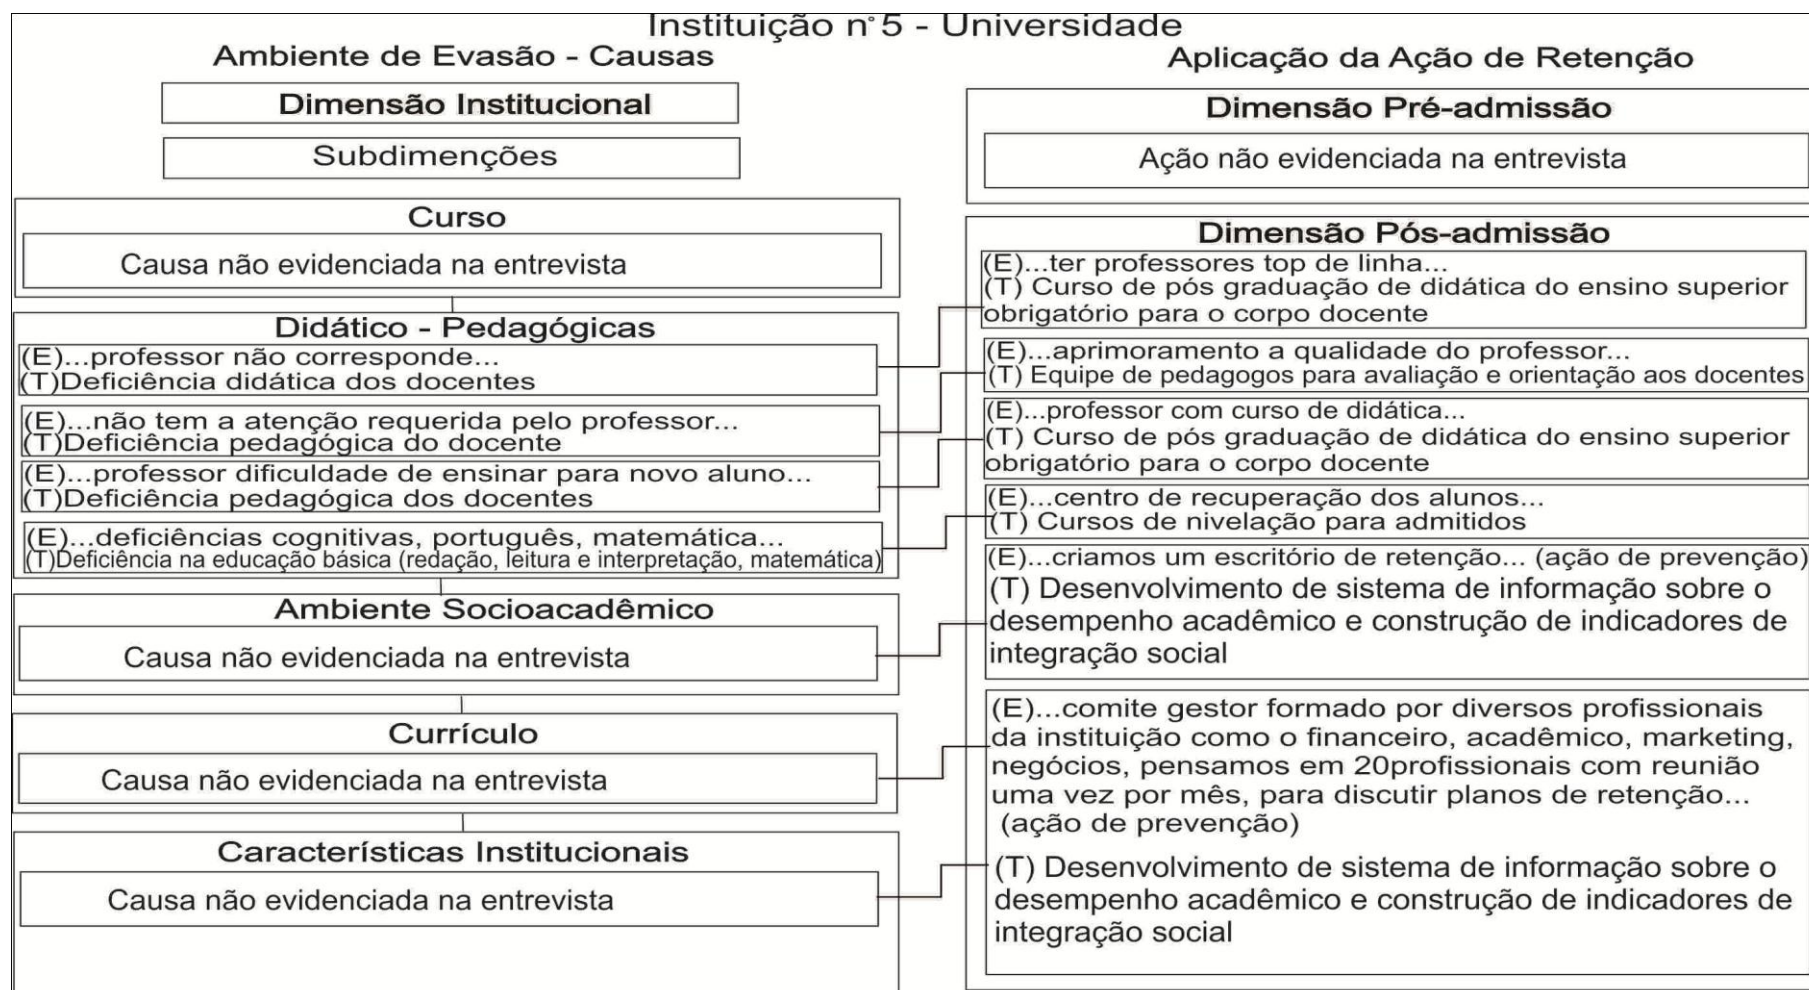 Instituição n°5 - Universidade
Ambiente de Evasão - Causas
Dimensão Institucional
Subdimenções
Curso
Causa não evidenciada na entrevista
Didático - Pedagógicas
(E)...professor não corresponde...
(T)Deficiência didática dos docentes
(E)...não tem a atenção requerida pelo professor...
(T)Deficiência pedagógica do docente
(E)...professor dificuldade de ensinar para novo aluno...
(T)Deficiência pedagógica dos docentes
(E)...deficiências cognitivas, português, matemática...
(T)Deficiência na educação básica (redação, leitura e interpretação, matemática)
Ambiente Socioacadêmico
Causa não evidenciada na entrevista
Currículo
Causa não evidenciada na entrevista
Características Institucionais
Causa não evidenciada na entrevista
Aplicação da Ação de Retenção
Dimensão Pré-admissão
Ação não evidenciada na entrevista
Dimensão Pós-admissão
(E)...ter professores top de linha...
(T) Curso de pós graduação de didática do ensino superior
obrigatório para o corpo docente
(E)...aprimoramento a qualidade do professor...
(T) Equipe de pedagogos para avaliação e orientação aos docentes
(E)...professor com curso de didática...
(T) Curso de pós graduação de didática do ensino superior
obrigatório para o corpo docente
(E)...centro de recuperação dos alunos...
(T) Cursos de nivelação para admitidos
(E)...criamos um escritório de retenção... (ação de prevenção)
(T) Desenvolvimento de sistema de informação sobre o
desempenho acadêmico e construção de indicadores de
integração social
(E)...comite gestor formado por diversos profissionais
da instituição como o financeiro, acadêmico, marketing,
negócios, pensamos em 20profissionais com reunião
uma vez por mês, para discutir planos de retenção...
(ação de prevenção)
(T) Desenvolvimento de sistema de informação sobre o
desempenho acadêmico e construção de indicadores de
integração social